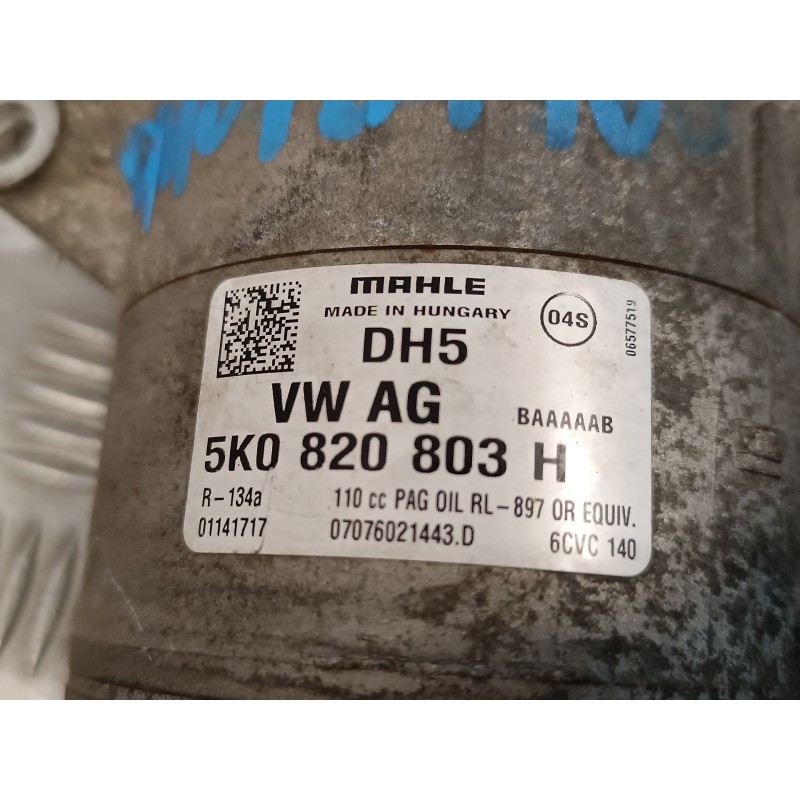 MAHLE
MADE IN HUNGARY
04S
06577519
DH5
VW AG
BAAAAAB
5K0 820 803 H
R-134a
110 cc PAG OIL RL-897 OR EQUIV.
01141717
07076021443.D
6CVC 140